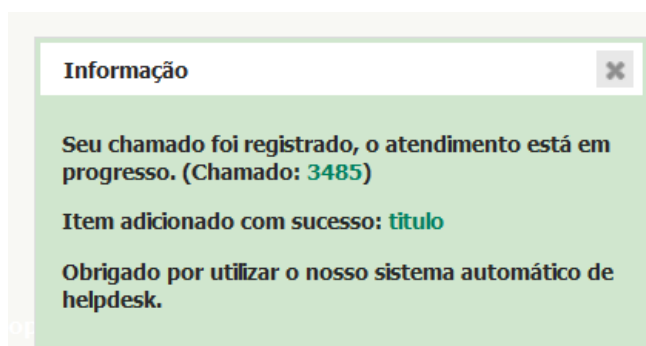 Informação
Seu chamado foi registrado, o atendimento está em
progresso. (Chamado: 3485)
Item adicionado com sucesso: titulo
Obrigado por utilizar o nosso sistema automático de
helpdesk.